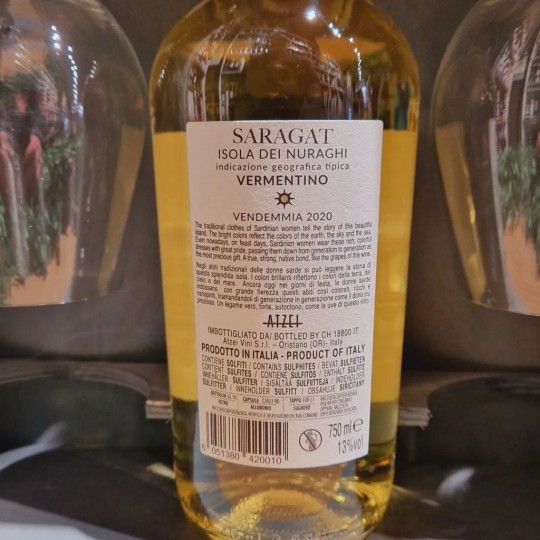 SARAGAT
ISOLA DEI NURAGHI
indicazione geografica tipica
VERMENTINO
VENDEMMIA 2020
The traditional clothes of Sardinian women tell the story of this beautiful
island. The bright colors reflect the colors of the earth, the sky and the sea.
Even nowadays, on feast days, Sardinian women wear these rich, colorful
dresses with great pride, passing them down from generation to generation as
the most precious gift. A true, strong, native bond, like the grapes of this wine.
Negli abiti tradizionali delle donne sarde si può leggere la storia di
questa splendida isola. I colori brillanti riflettono i colori della terra, del
cielo e del mare. Ancora oggi nei giorni di festa, le donne sarde
indossano con grande fierezza questi abiti così colorati, ricchi e
variopinti, tramandandoli di generazione in generazione come il dono più
prezioso. Un legame vero, forte, autoctono, come le uve di questo vino.
ATZEI
IMBOTTIGLIATO DA/ BOTTLED BY CH 18800 IT
Atzei Vini S.r.l. – Oristano (OR)- Italy
PRODOTTO IN ITALIA - PRODUCT OF ITALY
CONTIENE SOLFITI / CONTAINS SULPHITES / BEVAT SULFIETEN
CONTIENT SULFITES / CONTIENE SULFITOS / ENTHÄLT SULFITE
INNEHÅLLER SULFITER / SISÄLTÄÄ SULFIITTEJA / INDEHOLDER
SULFITTER / INNEHOLDER SULFITT / OBSAHUJE SIRIČITANY
VETRO ALLUMINIO SUGHERO
8 051380 420010
750 ml e
13%vol